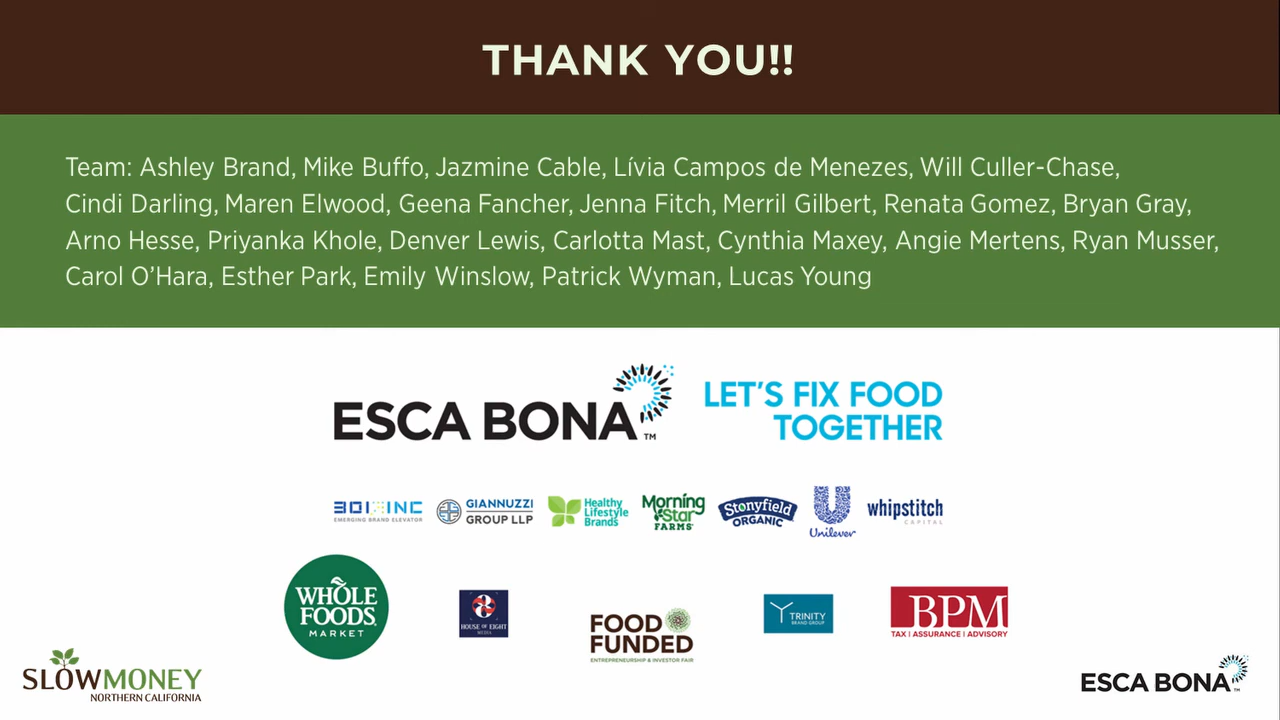 THANK YOU!!
Team: Ashley Brand, Mike Buffo, Jazmine Cable, Lívia Campos de Menezes, Will Culler-Chase,
Cindi Darling, Maren Elwood, Geena Fancher, Jenna Fitch, Merril Gilbert, Renata Gomez, Bryan Gray,
Arno Hesse, Priyanka Khole, Denver Lewis, Carlotta Mast, Cynthia Maxey, Angie Mertens, Ryan Musser,
Carol O’Hara, Esther Park, Emily Winslow, Patrick Wyman, Lucas Young
ESCA BONA™
LET’S FIX FOOD
TOGETHER
301 INC
EMERGING BRAND ELEVATOR
GIANNUZZI
GROUP LLP
Healthy
Lifestyle
Brands
Morning
Star
FARMS
Stonyfield
ORGANIC
Unilever
whipstitch
CAPITAL
WHOLE
FOODS
MARKET
HOUSE OF EIGHT
MEDIA
FOOD
FUNDED
ENTREPRENEURSHIP & INVESTOR FAIR
TRINITY
BRAND GROUP
BPM
TAX | ASSURANCE | ADVISORY
SLOWMONEY
NORTHERN CALIFORNIA
ESCA BONA™